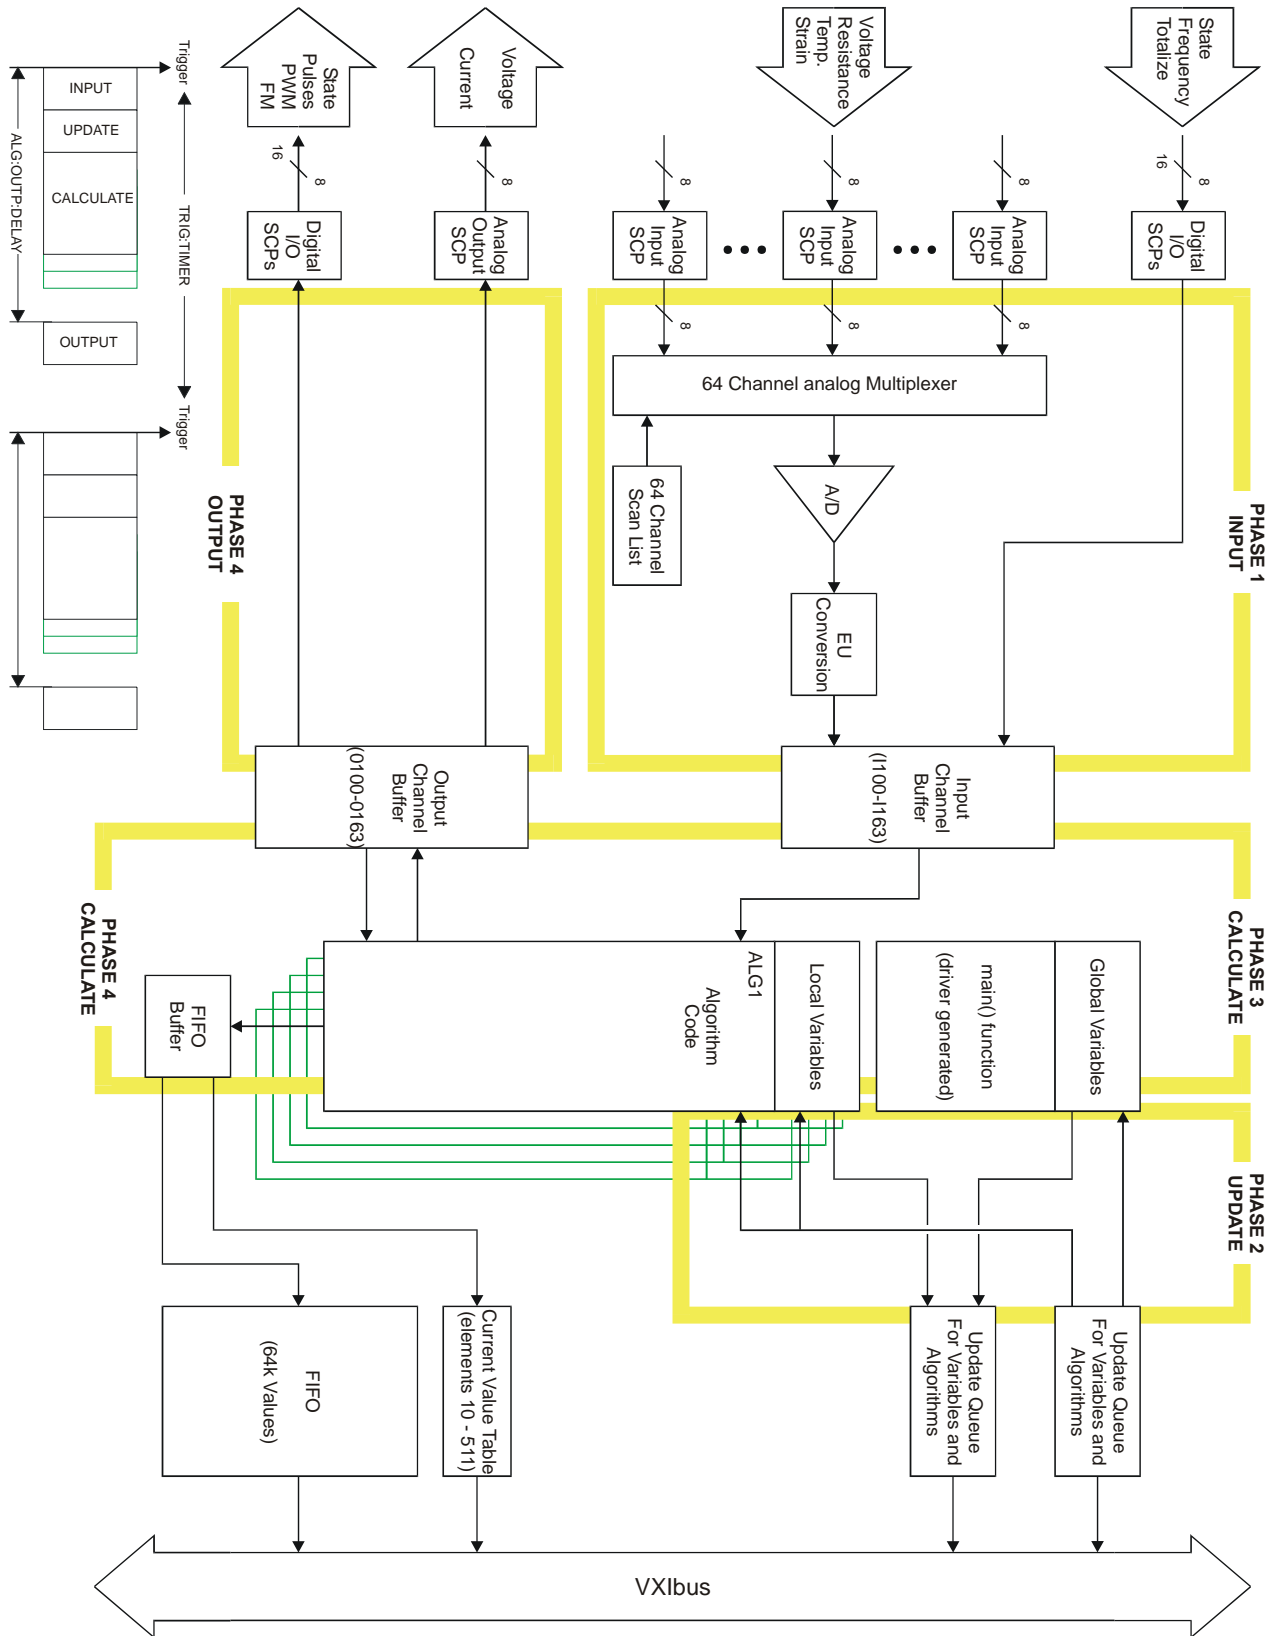 Trigger
INPUT
UPDATE
CALCULATE
OUTPUT
ALG:OUTP:DELAY
TRIG:TIMER
Trigger
State
Pulses
PWM
FM
16
8
Digital
I/O
SCPs
Voltage
Current
8
Analog
Output
SCP
Voltage
Resistance
Temp.
Strain
State
Frequency
Totalize
8
8
8
16
8
Analog
Input
SCP
Analog
Input
SCP
Analog
Input
SCP
Digital
I/O
SCPs
8
8
8
64 Channel analog Multiplexer
64 Channel
Scan List
A/D
EU
Conversion
PHASE 1
INPUT
PHASE 4
OUTPUT
Output
Channel
Buffer
(0100-0163)
Input
Channel
Buffer
(I100-I163)
PHASE 4
CALCULATE
PHASE 3
CALCULATE
FIFO
Buffer
ALG1
Algorithm
Code
Local Variables
main() function
(driver generated)
Global Variables
PHASE 2
UPDATE
FIFO
(64k Values)
Current Value Table
(elements 10 - 511)
Update Queue
For Variables and
Algorithms
Update Queue
For Variables and
Algorithms
VXIbus